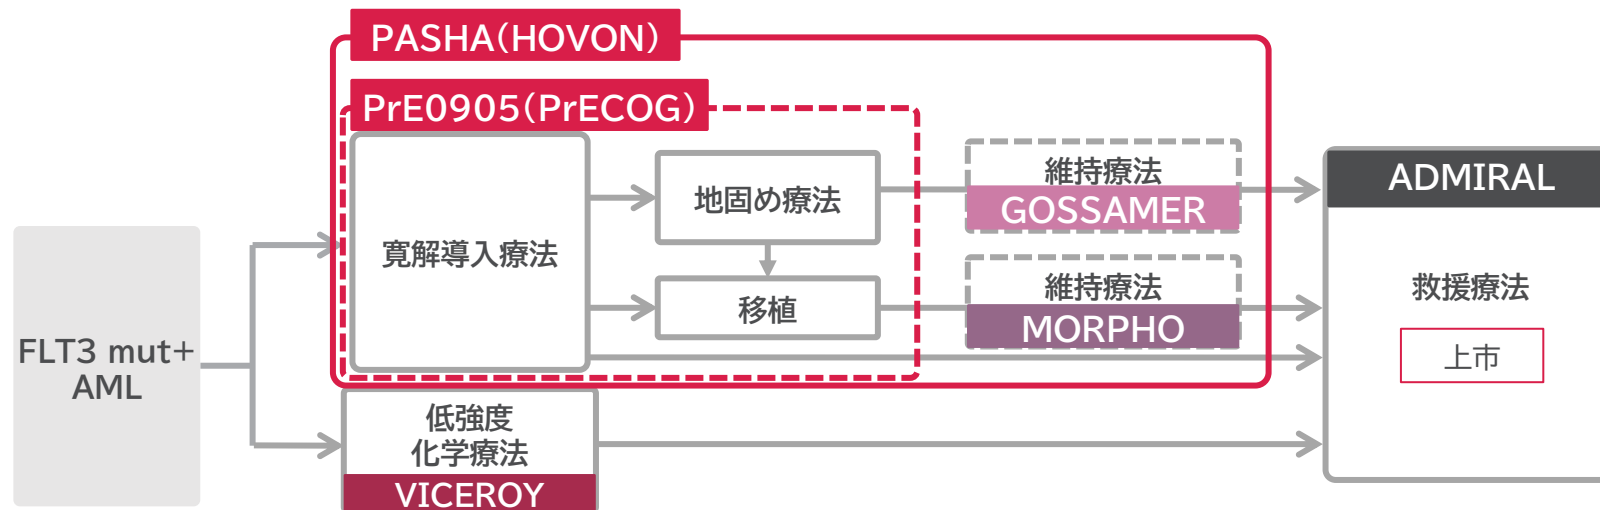 PASHA(HOVON)
PrE0905(PrECOG)
寛解導入療法
地固め療法
移植
維持療法
GOSSAMER
維持療法
MORPHO
ADMIRAL
救援療法
上市
FLT3 mut+
AML
低強度
化学療法
VICEROY